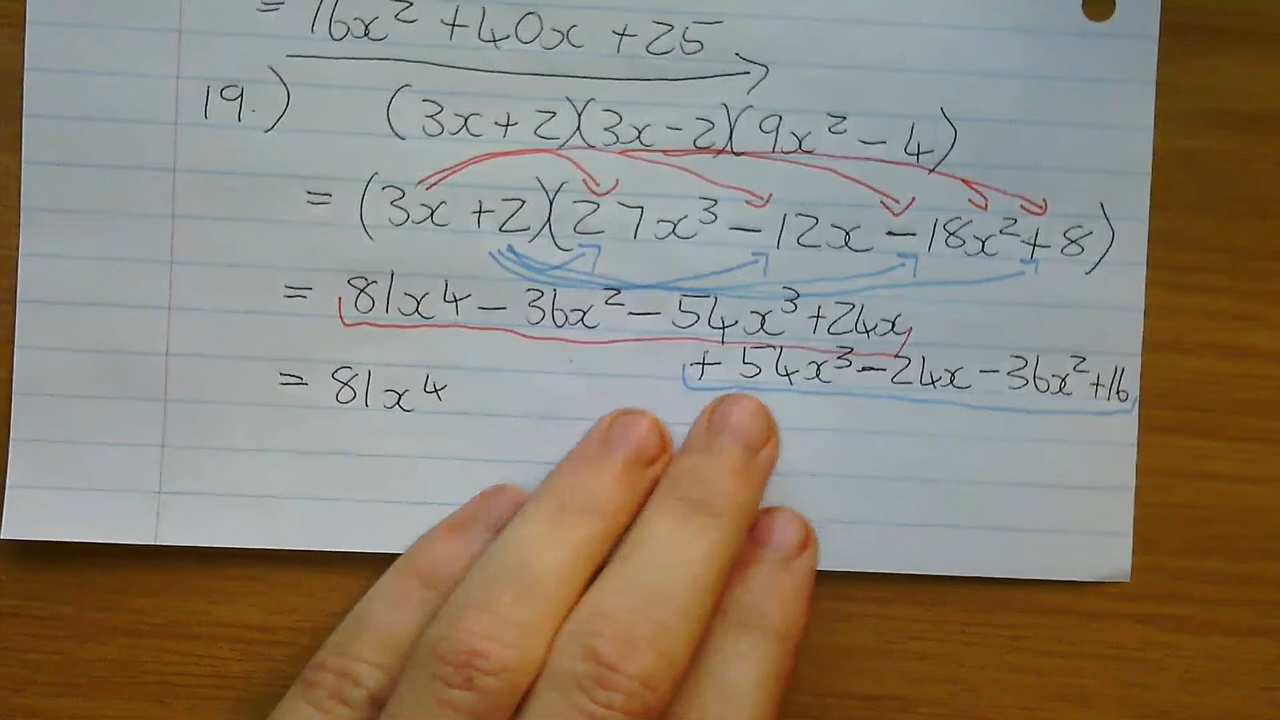 = 16x² + 40x + 25
19.) (3x + 2)(3x - 2)(9x² - 4)
= (3x + 2)(27x³ - 12x - 18x² + 8)
= 81x4 - 36x² - 54x³ + 24x
+ 54x³ - 24x - 36x² + 16
= 81x⁴